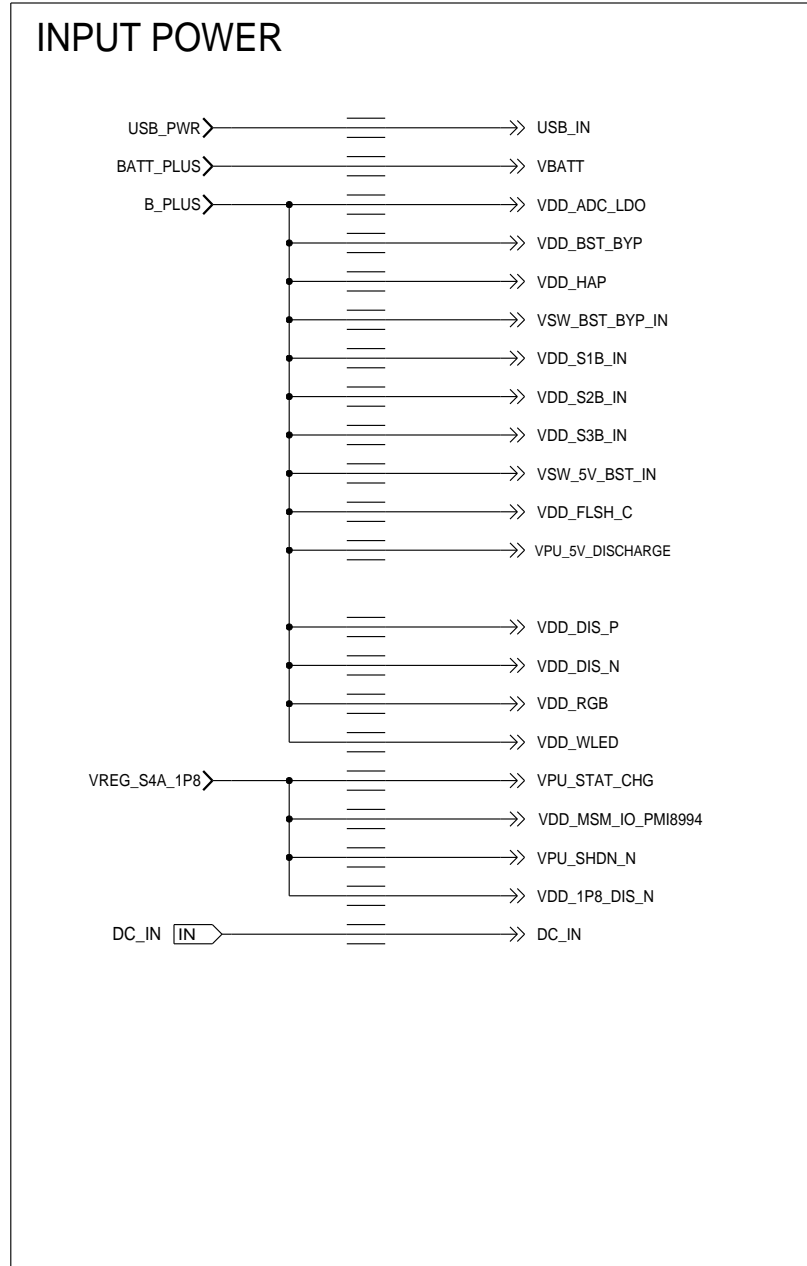 INPUT POWER
USB_PWR USB_IN
BATT_PLUS VBATT
B_PLUS VDD_ADC_LDO
VDD_BST_BYP
VDD_HAP
VSW_BST_BYP_IN
VDD_S1B_IN
VDD_S2B_IN
VDD_S3B_IN
VSW_5V_BST_IN
VDD_FLSH_C
VPU_5V_DISCHARGE
VDD_DIS_P
VDD_DIS_N
VDD_RGB
VDD_WLED
VREG_S4A_1P8 VPU_STAT_CHG
VDD_MSM_IO_PMI8994
VPU_SHDN_N
VDD_1P8_DIS_N
DC_IN IN DC_IN